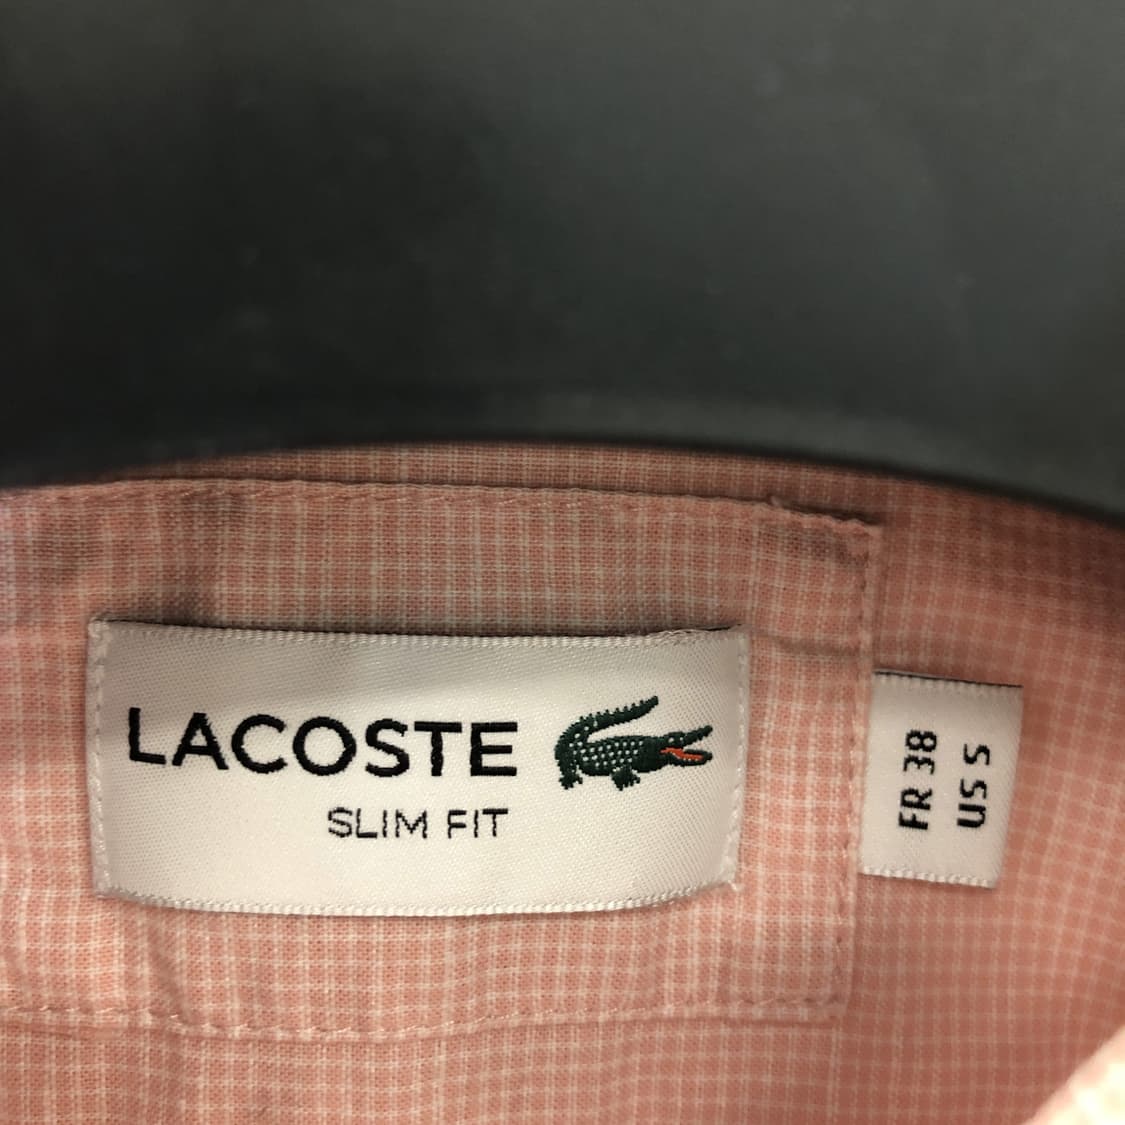 LACOSTE
SLIM FIT
FR 38
US S